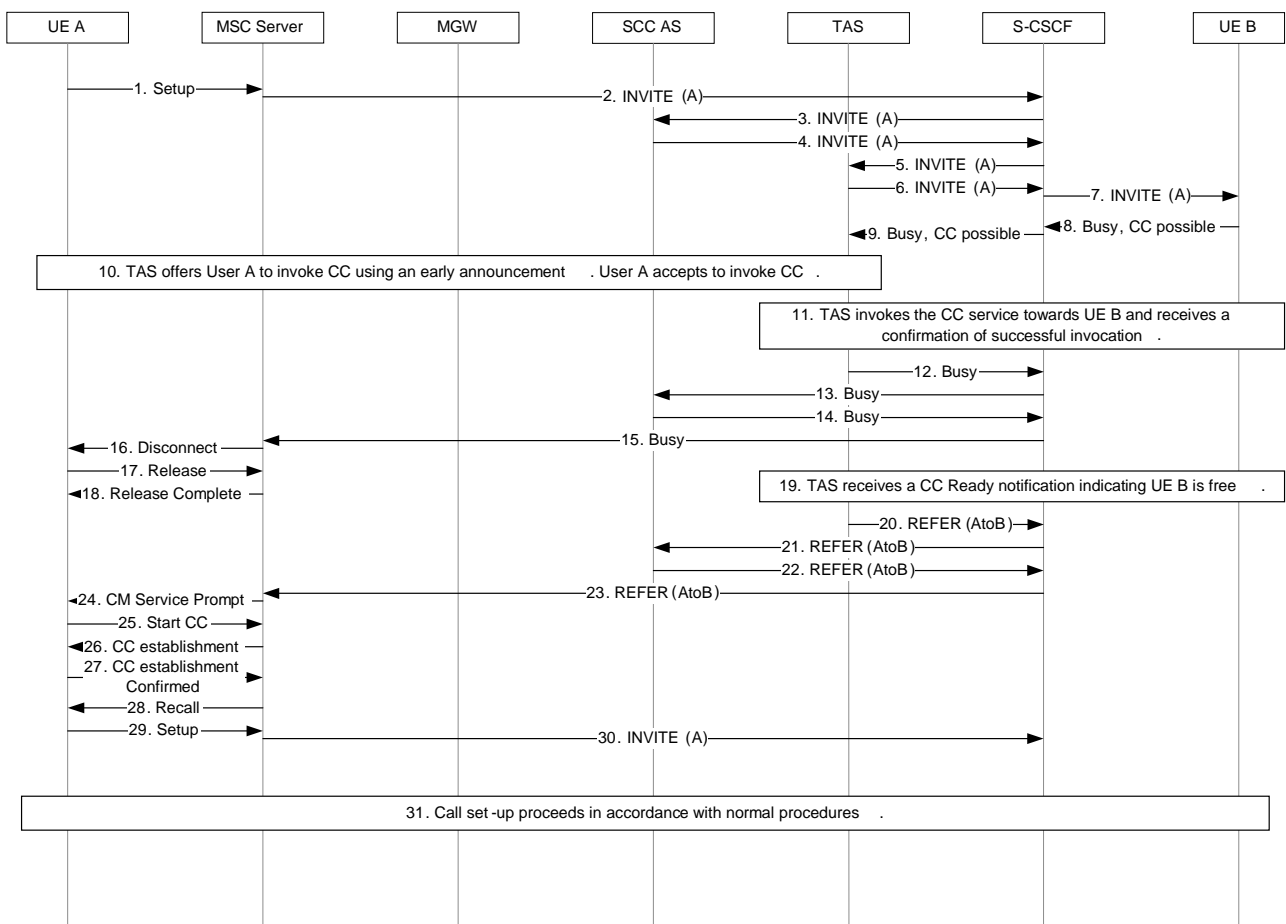 UE A
MSC Server
MGW
SCC AS
TAS
S-CSCF
UE B
1. Setup
2. INVITE (A)
3. INVITE (A)
4. INVITE (A)
5. INVITE (A)
6. INVITE (A)
7. INVITE (A)
8. Busy, CC possible
9. Busy, CC possible
10. TAS offers User A to invoke CC using an early announcement . User A accepts to invoke CC .
11. TAS invokes the CC service towards UE B and receives a
confirmation of successful invocation .
12. Busy
13. Busy
14. Busy
15. Busy
16. Disconnect
17. Release
18. Release Complete
19. TAS receives a CC Ready notification indicating UE B is free .
20. REFER (AtoB)
21. REFER (AtoB)
22. REFER (AtoB)
23. REFER (AtoB)
24. CM Service Prompt
25. Start CC
26. CC establishment
27. CC establishment
Confirmed
28. Recall
29. Setup
30. INVITE (A)
31. Call set-up proceeds in accordance with normal procedures .